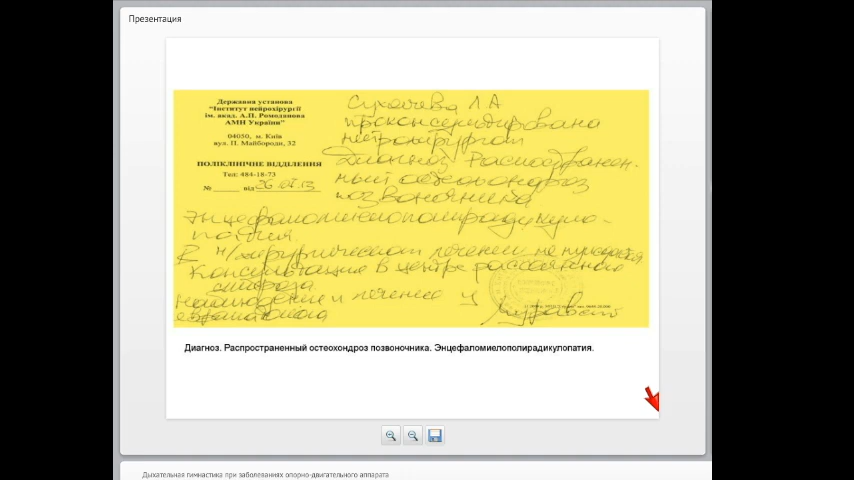 Презентация
Державна установа
"Інститут нейрохірургії
ім. акад. А.П. Ромоданова
АМН України"
04050, м. Київ
вул. П. Майбороди, 32
ПОЛІКЛІНІЧНЕ ВІДДІЛЕННЯ
Тел: 484-18-73
№ від 26.02.13
Сухачева Л А
проконсультирована
нейрохирургом
Диагноз Распространен-
ный остеохондроз
позвоночника
Энцефаломиелополирадикуло-
патия.
R н/хирургическом лечении не нуждается
Консультация в центре рассеянного
склероза
наблюдение и лечение у
невропатолога
Диагноз. Распространенный остеохондроз позвоночника. Энцефаломиелополирадикулопатия.
Дыхательная гимнастика при заболеваниях опорно-двигательного аппарата